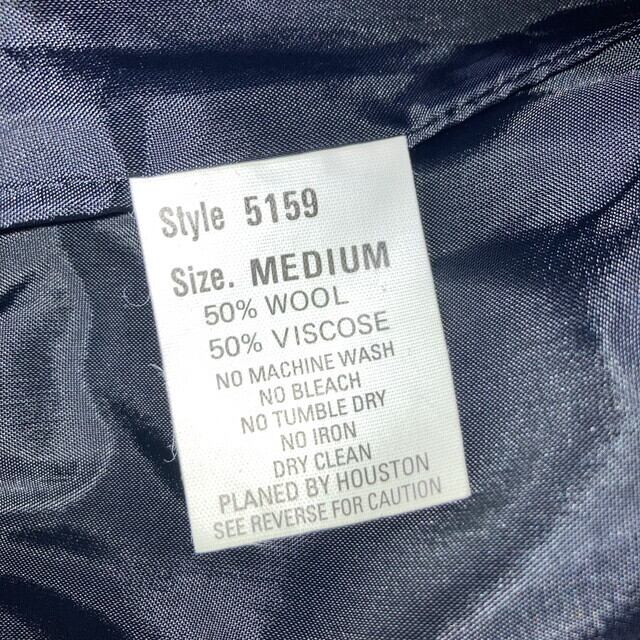 Style 5159
Size. MEDIUM
50% WOOL
50% VISCOSE
NO MACHINE WASH
NO BLEACH
NO TUMBLE DRY
NO IRON
DRY CLEAN
PLANED BY HOUSTON
SEE REVERSE FOR CAUTION